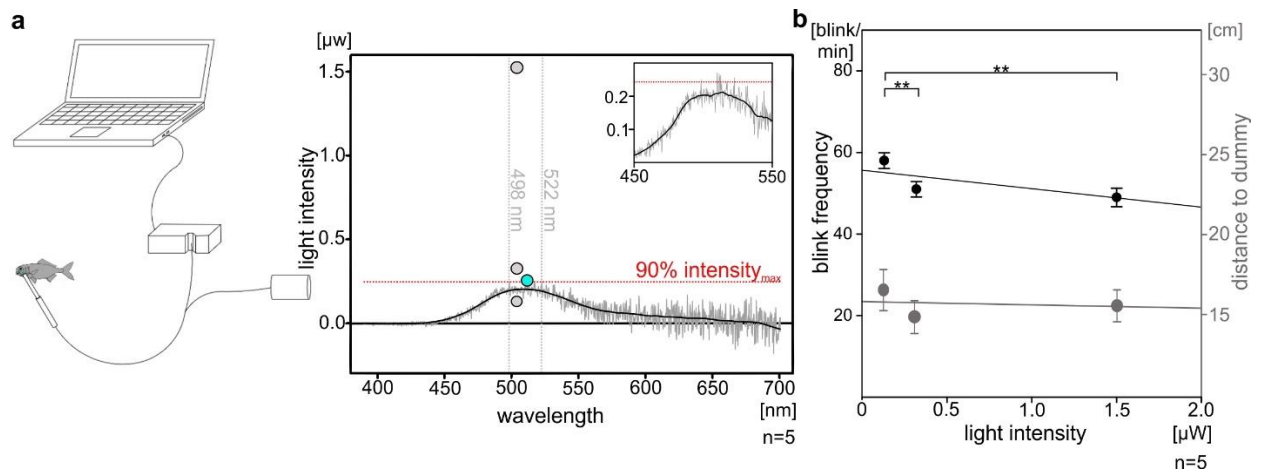 a
[µw]
1.5
1.0
0.5
0.0
light intensity
498 nm
522 nm
90% intensitymax
0.2
0.1
450
550
400
450
500
550
600
650
700
wavelength
[nm]
n=5
b
[blink/
min]
[cm]
80
60
40
20
blink frequency
**
**
30
25
20
15
distance to dummy
0
0.5
1.0
1.5
2.0
light intensity
[µW]
n=5